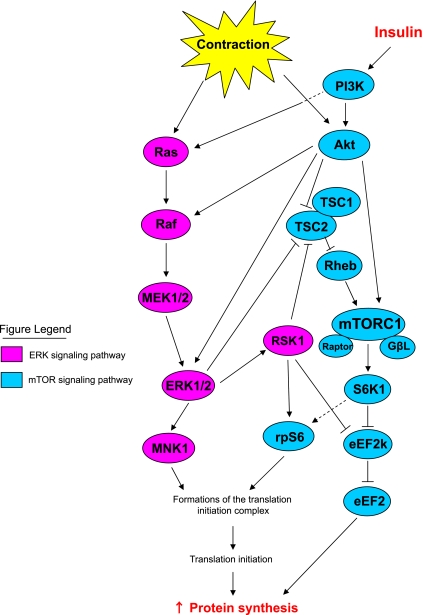 Contraction
Insulin
PI3K
Akt
Ras
TSC1
TSC2
Raf
Rheb
MEK1/2
mTORC1
Raptor
GβL
Figure Legend
ERK signaling pathway
mTOR signaling pathway
RSK1
ERK1/2
S6K1
MNK1
rpS6
eEF2k
eEF2
Formations of the translation
initiation complex
Translation initiation
↑ Protein synthesis